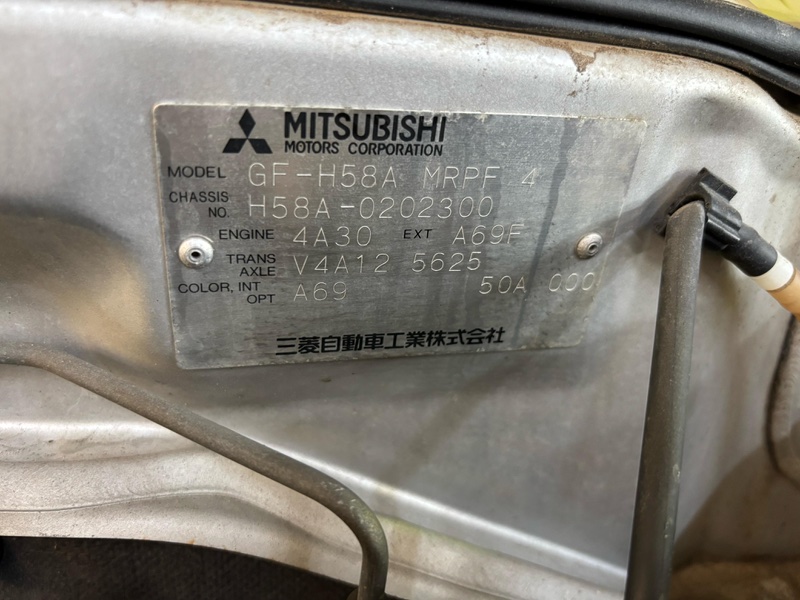 MITSUBISHI
MOTORS CORPORATION
MODEL GF-H58A MRPF 4
CHASSIS NO. H58A-0202300
ENGINE 4A30 EXT A69F
TRANS AXLE V4A12 5625
COLOR, INT OPT A69 50A 000
三菱自動車工業株式会社